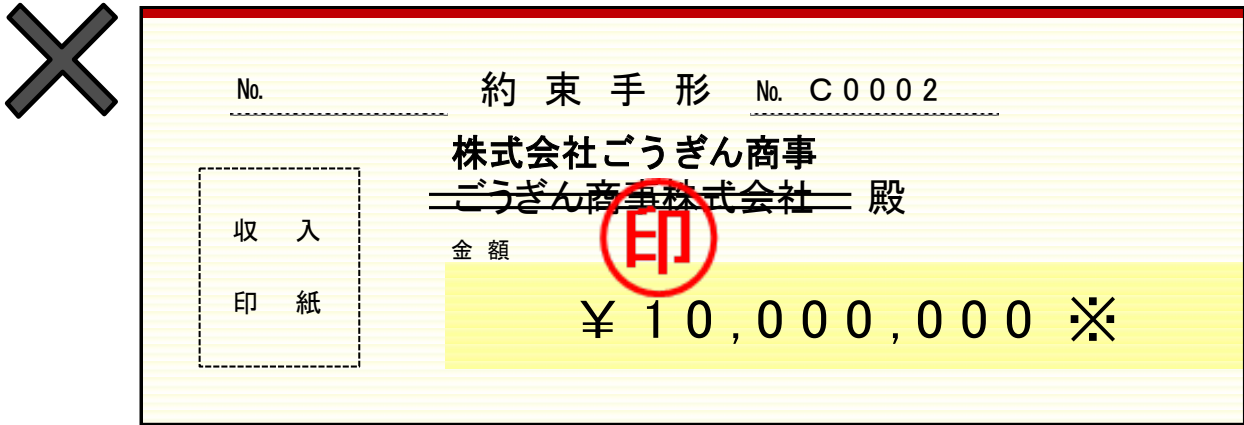 № 約束手形 № C0002
株式会社ごうぎん商事
ごうぎん商事株式会社 殿
収入
印紙
金額
印
￥10,000,000※